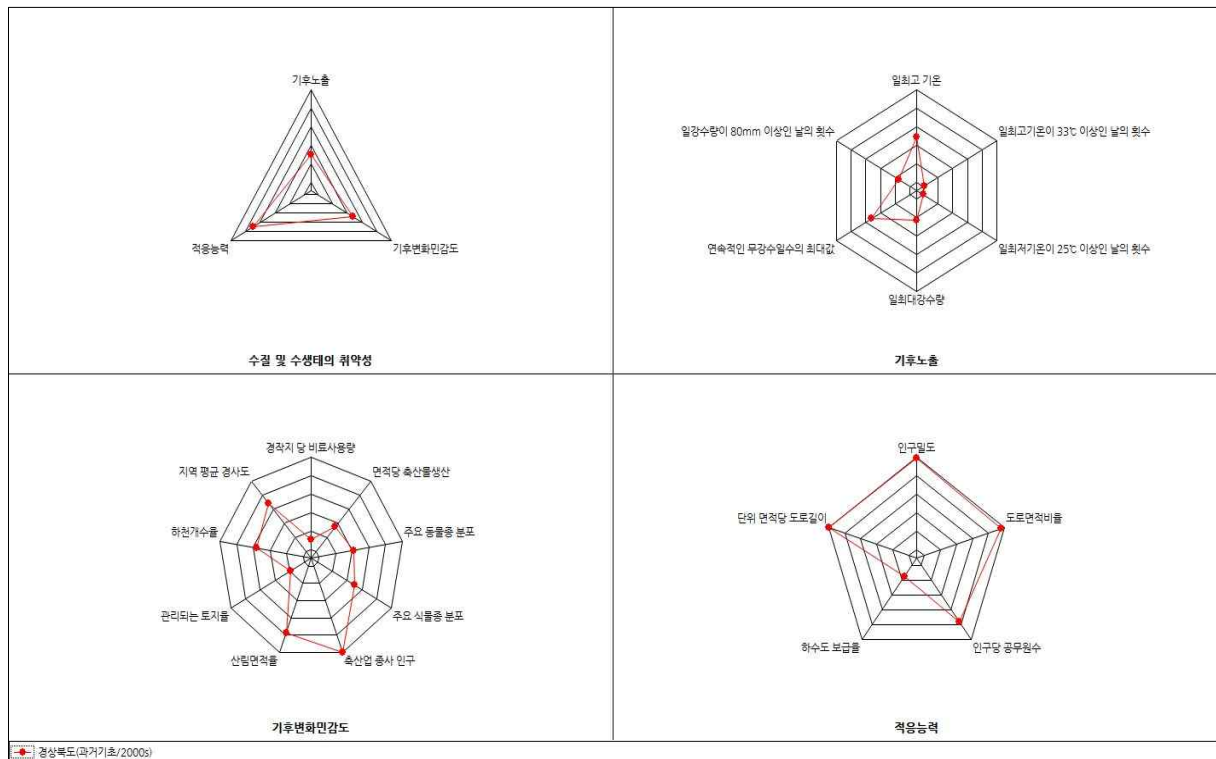 기후노출
적응능력
기후변화민감도
수질 및 수생태의 취약성
일최고 기온
일강수량이 80mm 이상인 날의 횟수
일최고기온이 33℃ 이상인 날의 횟수
연속적인 무강수일수의 최대값
일최저기온이 25℃ 이상인 날의 횟수
일최대강수량
기후노출
경작지 당 비료사용량
지역 평균 경사도
면적당 축산물생산
하천개수율
주요 동물종 분포
관리되는 토지율
주요 식물종 분포
산림면적율
축산업 종사 인구
기후변화민감도
인구밀도
단위 면적당 도로길이
도로면적비율
하수도 보급률
인구당 공무원수
적응능력
경상북도(과거기초/2000s)